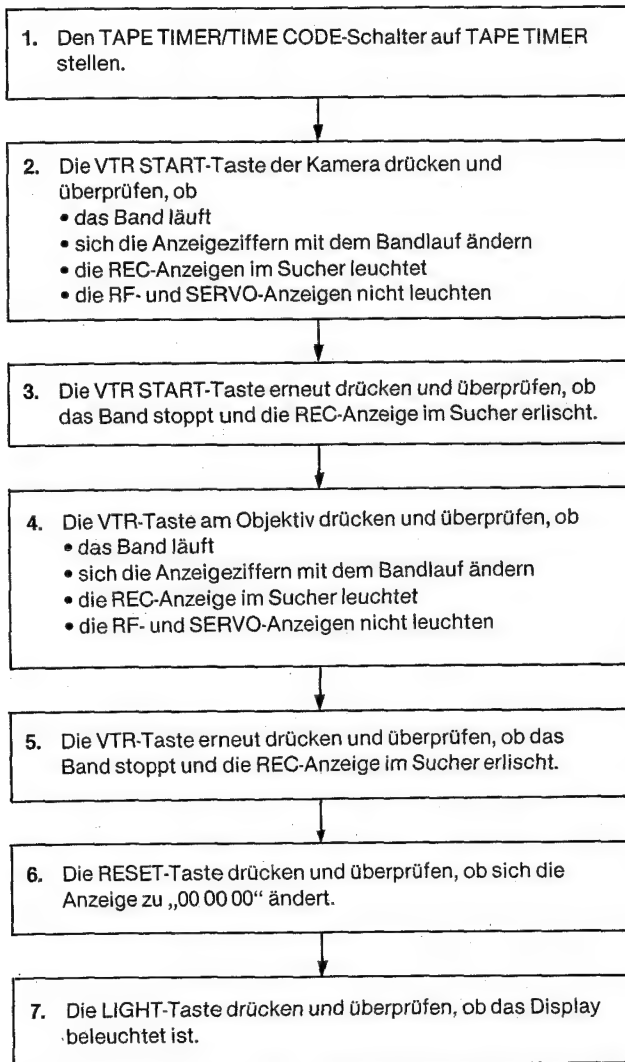 1. Den TAPE TIMER/TIME CODE-Schalter auf TAPE TIMER
stellen.
2. Die VTR START-Taste der Kamera drücken und
überprüfen, ob
• das Band läuft
• sich die Anzeigeziffern mit dem Bandlauf ändern
• die REC-Anzeigen im Sucher leuchtet
• die RF- und SERVO-Anzeigen nicht leuchten
3. Die VTR START-Taste erneut drücken und überprüfen, ob
das Band stoppt und die REC-Anzeige im Sucher erlischt.
4. Die VTR-Taste am Objektiv drücken und überprüfen, ob
• das Band läuft
• sich die Anzeigeziffern mit dem Bandlauf ändern
• die REC-Anzeige im Sucher leuchtet
• die RF- und SERVO-Anzeigen nicht leuchten
5. Die VTR-Taste erneut drücken und überprüfen, ob das
Band stoppt und die REC-Anzeige im Sucher erlischt.
6. Die RESET-Taste drücken und überprüfen, ob sich die
Anzeige zu „00 00 00“ ändert.
7. Die LIGHT-Taste drücken und überprüfen, ob das Display
beleuchtet ist.